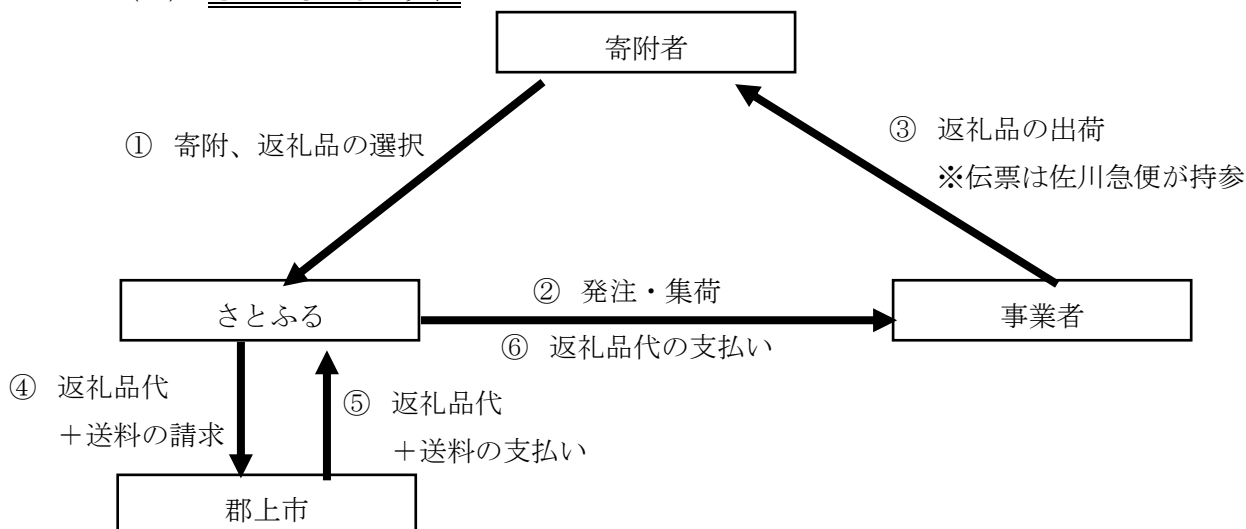 寄附者
① 寄附、返礼品の選択
③ 返礼品の出荷
※伝票は佐川急便が持参
さとふる
② 発注・集荷
⑥ 返礼品代の支払い
事業者
④ 返礼品代
＋送料の請求
⑤ 返礼品代
＋送料の支払い
郡上市